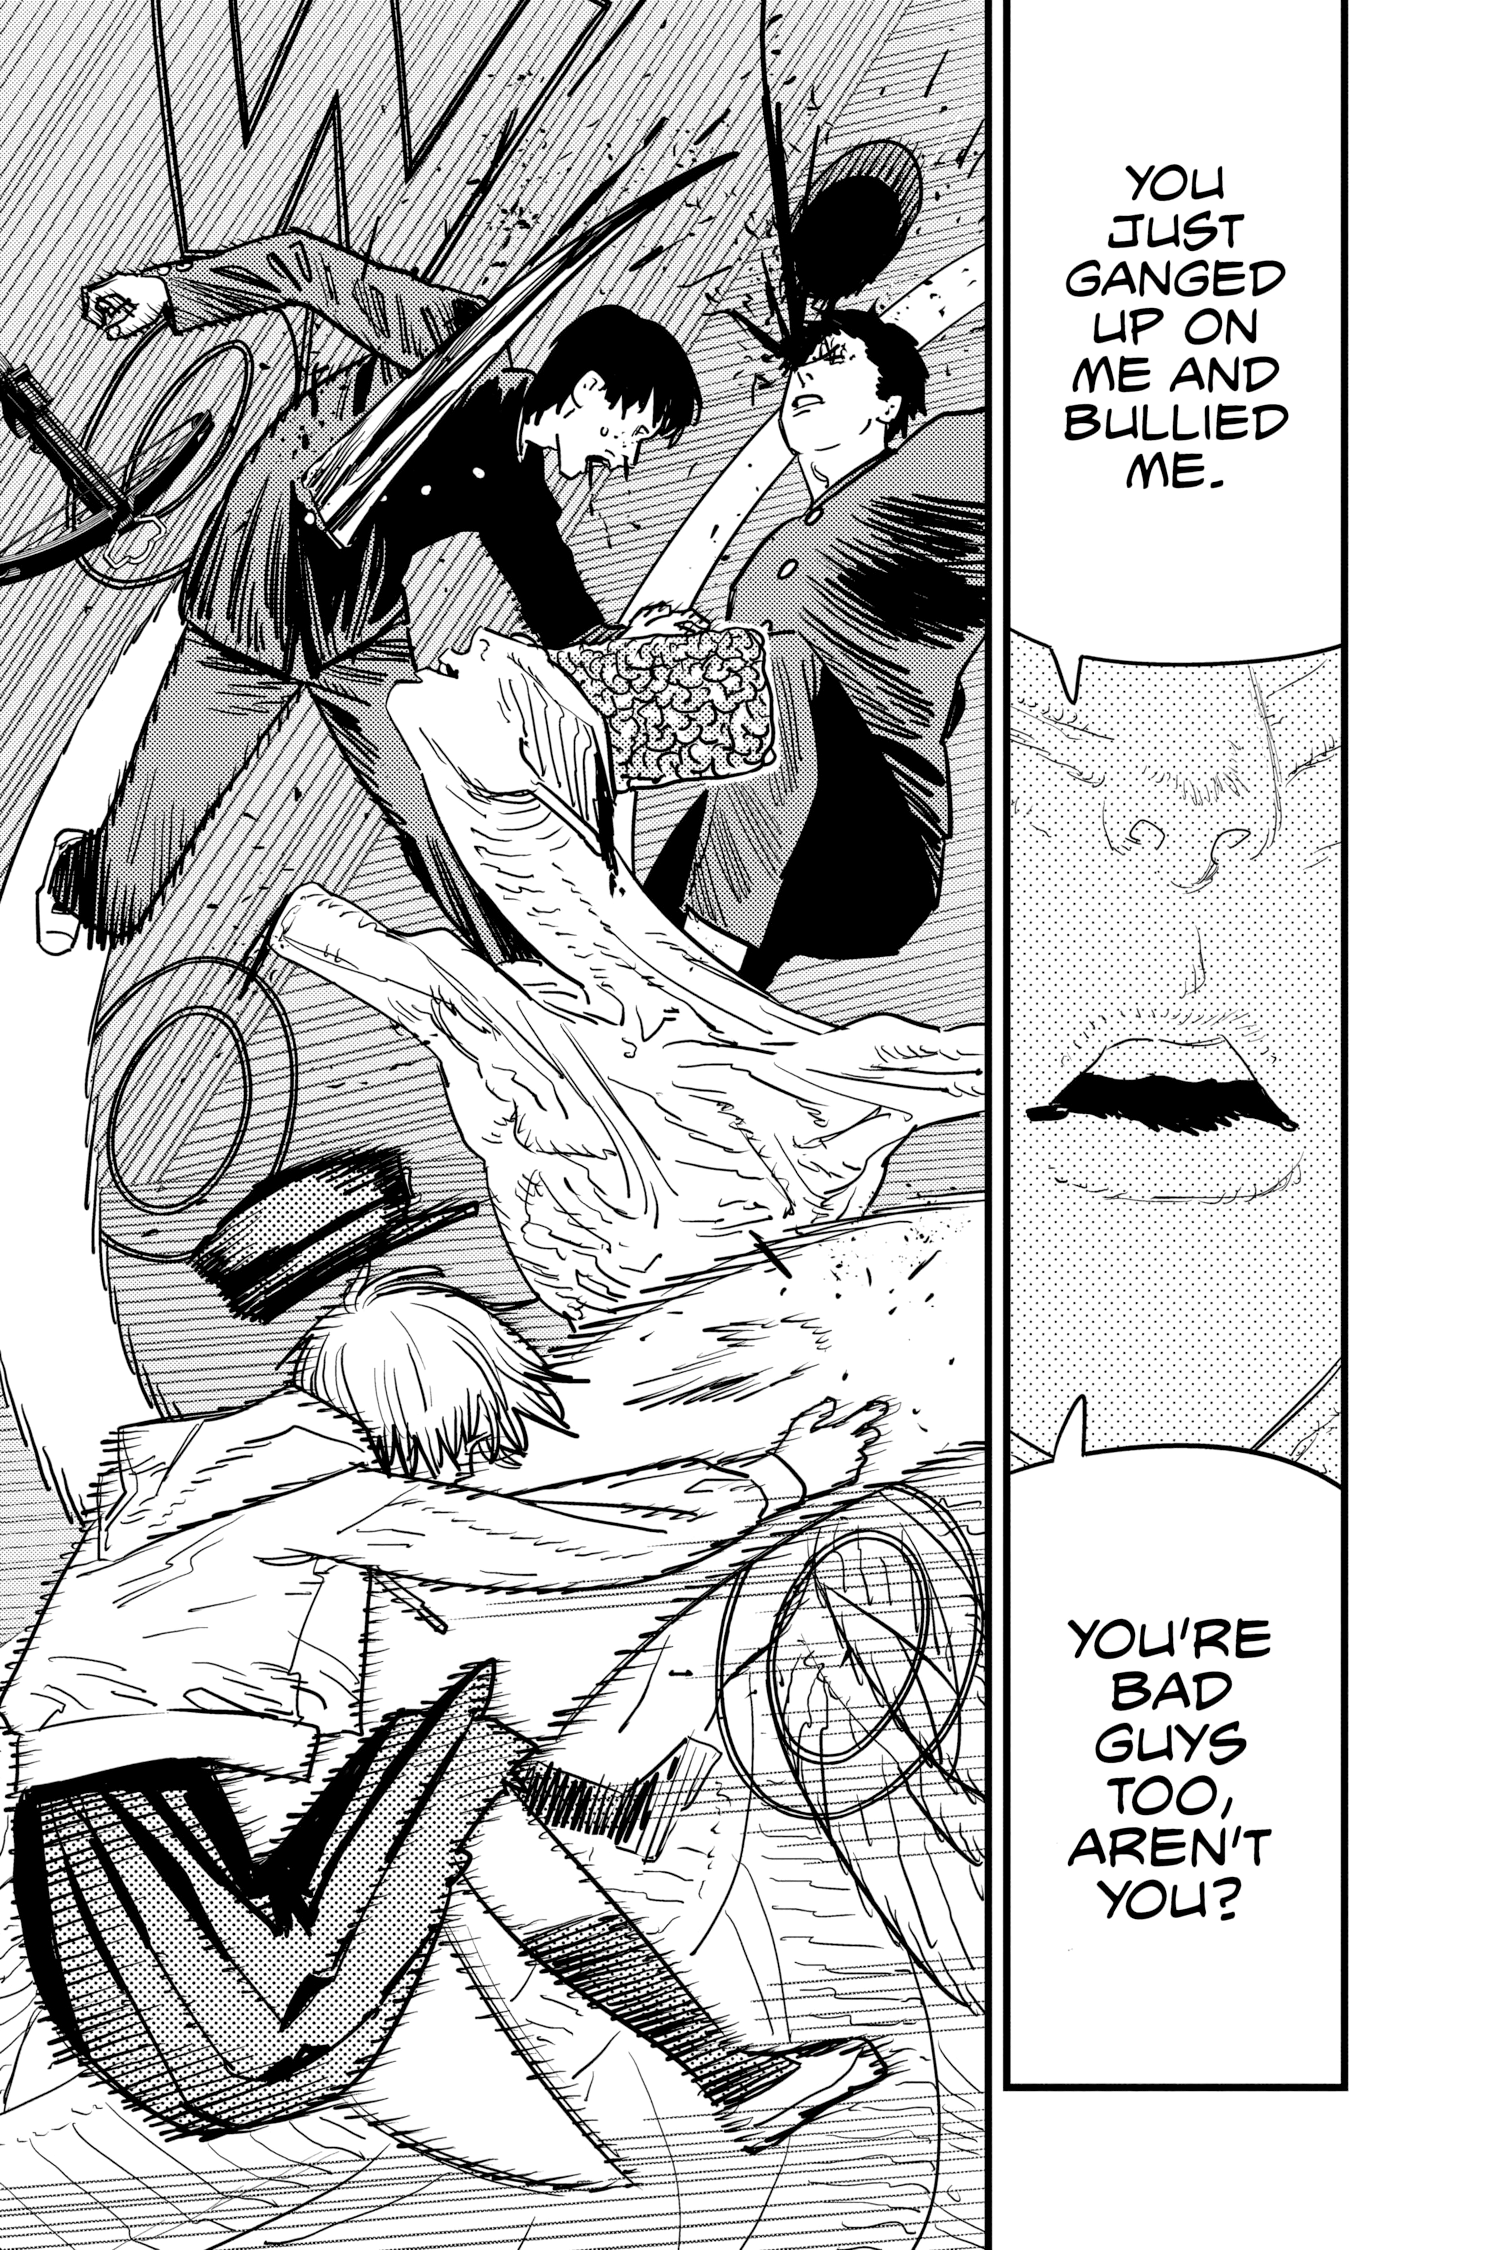 YOU
JUST
GANGED
UP ON
ME AND
BULLIED
ME.
YOU'RE
BAD
GUYS
TOO,
AREN'T
YOU?